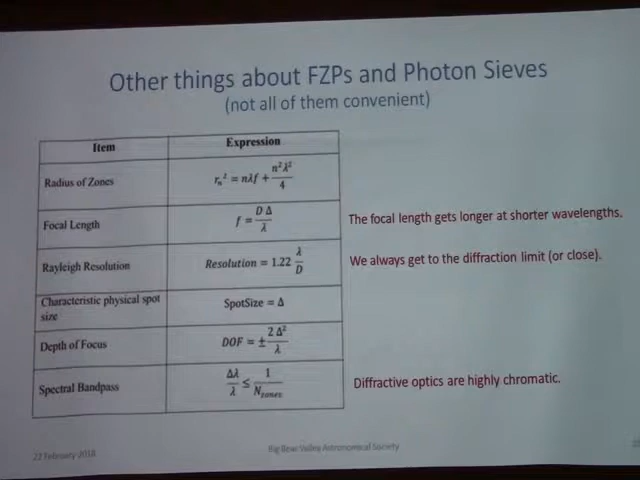 Other things about FZPs and Photon Sieves
(not all of them convenient)
Item Expression
Radius of Zones rₙ² = nλf + n²λ²/4
Focal Length f = D Δ/λ
The focal length gets longer at shorter wavelengths.
Rayleigh Resolution Resolution = 1.22 λ/D
We always get to the diffraction limit (or close).
Characteristic physical spot
size
SpotSize = Δ
Depth of Focus DOF = ± 2 Δ²/λ
Spectral Bandpass Δλ/λ ≤ 1/N_zones
Diffractive optics are highly chromatic.
22 February 2018
Big Bear Valley Astronomical Society